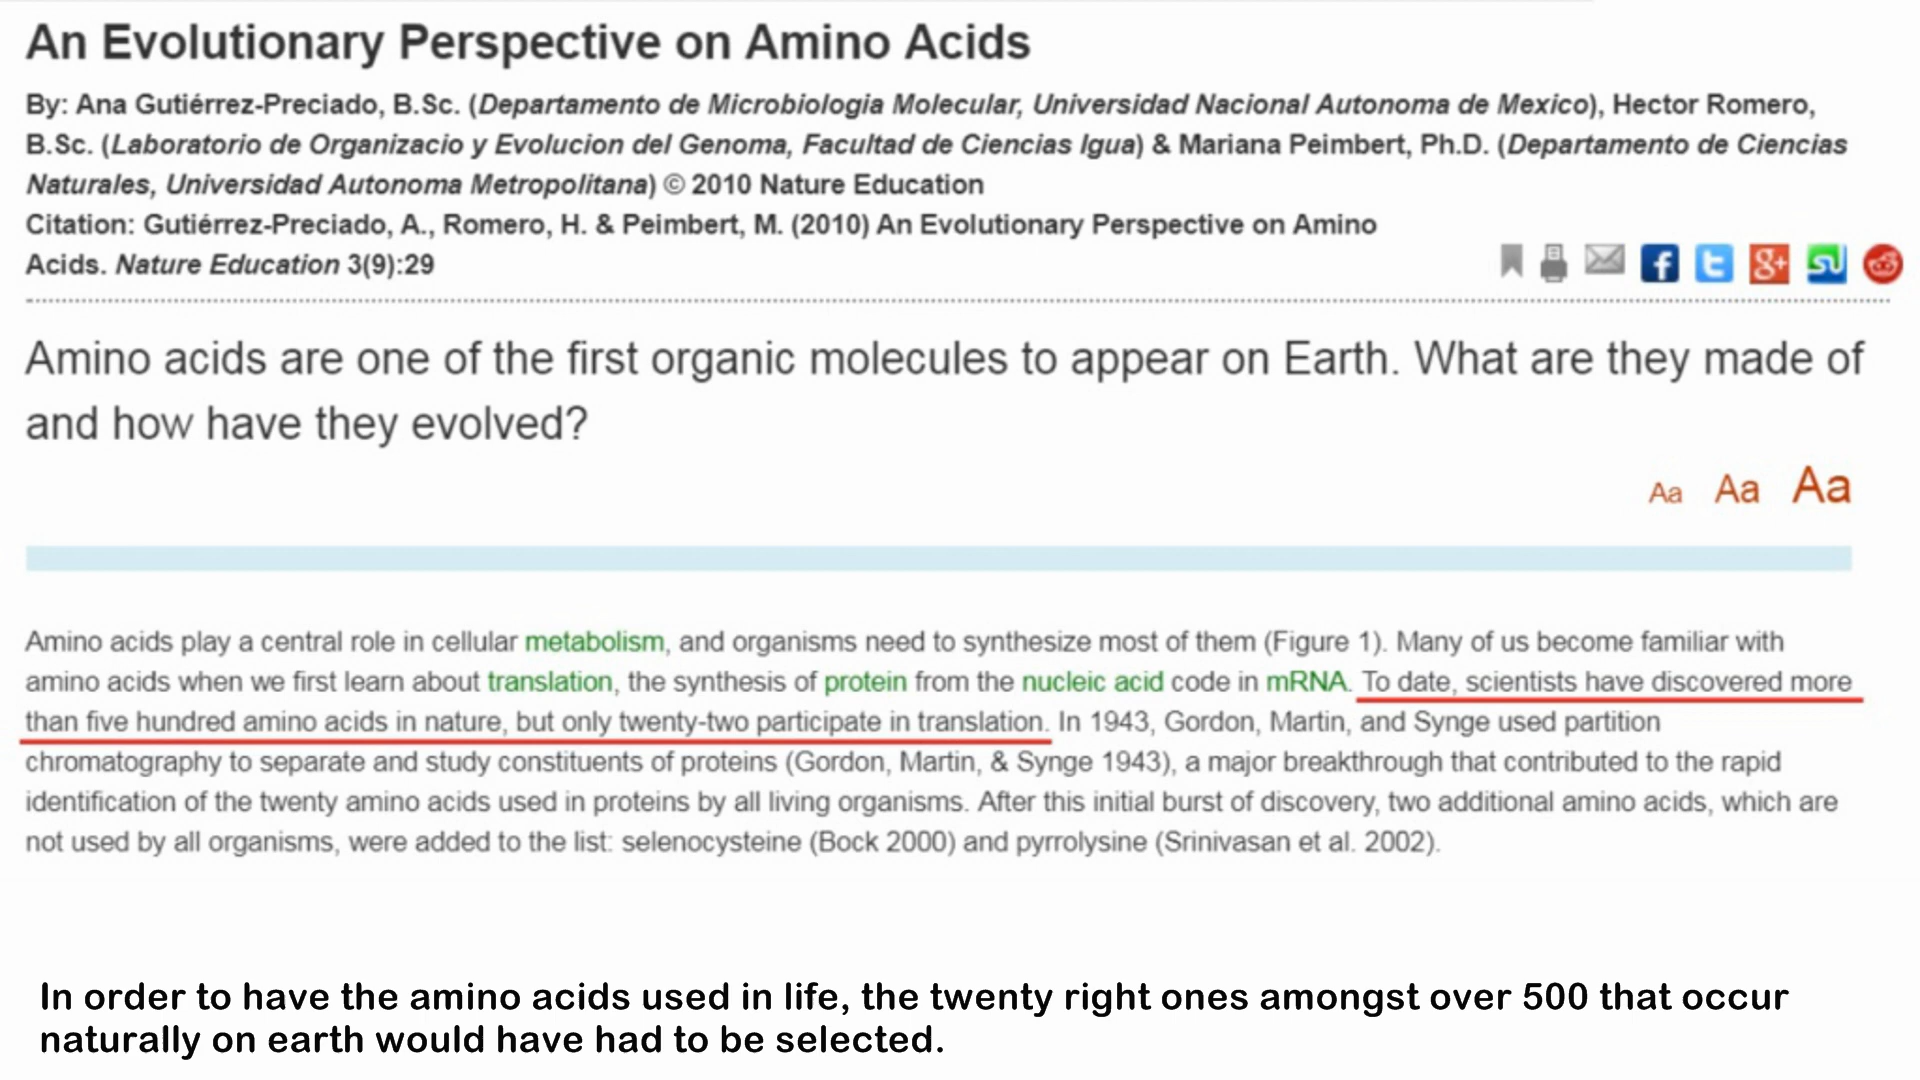 An Evolutionary Perspective on Amino Acids
By: Ana Gutiérrez-Preciado, B.Sc. (Departamento de Microbiologia Molecular, Universidad Nacional Autonoma de Mexico), Hector Romero,
B.Sc. (Laboratorio de Organizacio y Evolucion del Genoma, Facultad de Ciencias Igua) & Mariana Peimbert, Ph.D. (Departamento de Ciencias
Naturales, Universidad Autonoma Metropolitana) © 2010 Nature Education
Citation: Gutiérrez-Preciado, A., Romero, H. & Peimbert, M. (2010) An Evolutionary Perspective on Amino
Acids. Nature Education 3(9):29
Amino acids are one of the first organic molecules to appear on Earth. What are they made of
and how have they evolved?
Aa Aa Aa
Amino acids play a central role in cellular metabolism, and organisms need to synthesize most of them (Figure 1). Many of us become familiar with
amino acids when we first learn about translation, the synthesis of protein from the nucleic acid code in mRNA. To date, scientists have discovered more
than five hundred amino acids in nature, but only twenty-two participate in translation. In 1943, Gordon, Martin, and Synge used partition
chromatography to separate and study constituents of proteins (Gordon, Martin, & Synge 1943), a major breakthrough that contributed to the rapid
identification of the twenty amino acids used in proteins by all living organisms. After this initial burst of discovery, two additional amino acids, which are
not used by all organisms, were added to the list: selenocysteine (Bock 2000) and pyrrolysine (Srinivasan et al. 2002).
In order to have the amino acids used in life, the twenty right ones amongst over 500 that occur
naturally on earth would have had to be selected.